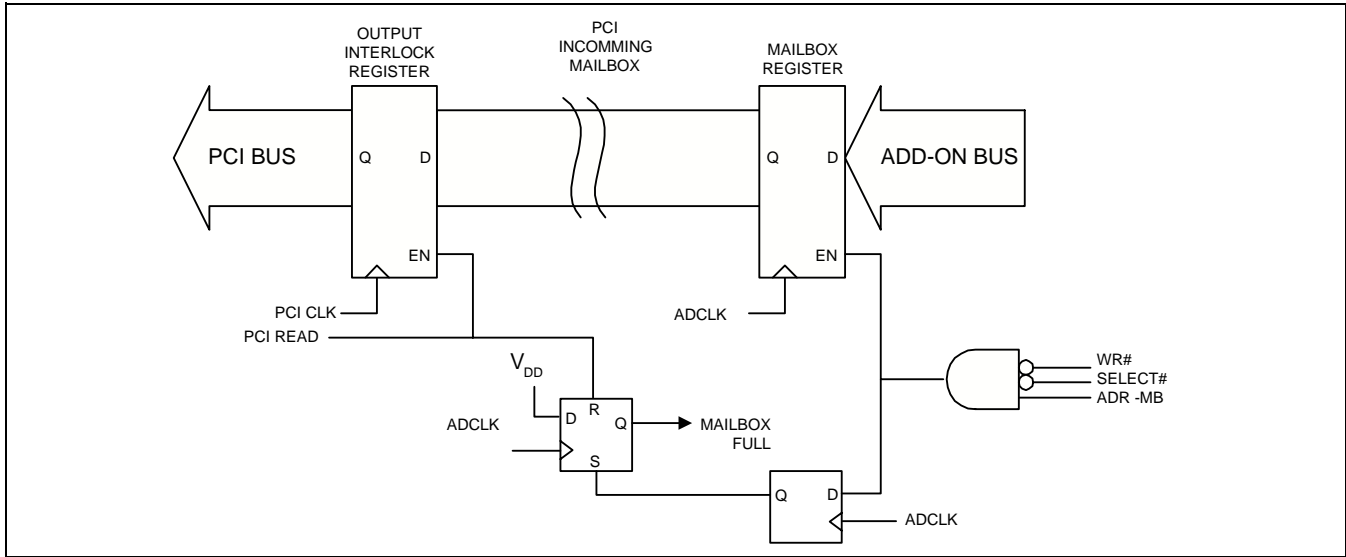 OUTPUT
INTERLOCK
REGISTER
PCI
INCOMMING
MAILBOX
MAILBOX
REGISTER
PCI BUS
Q
D
EN
Q
D
EN
ADD-ON BUS
PCI CLK
PCI READ
ADCLK
WR#
SELECT#
ADR -MB
VDD
ADCLK
D
R
Q
S
MAILBOX
FULL
Q
D
ADCLK